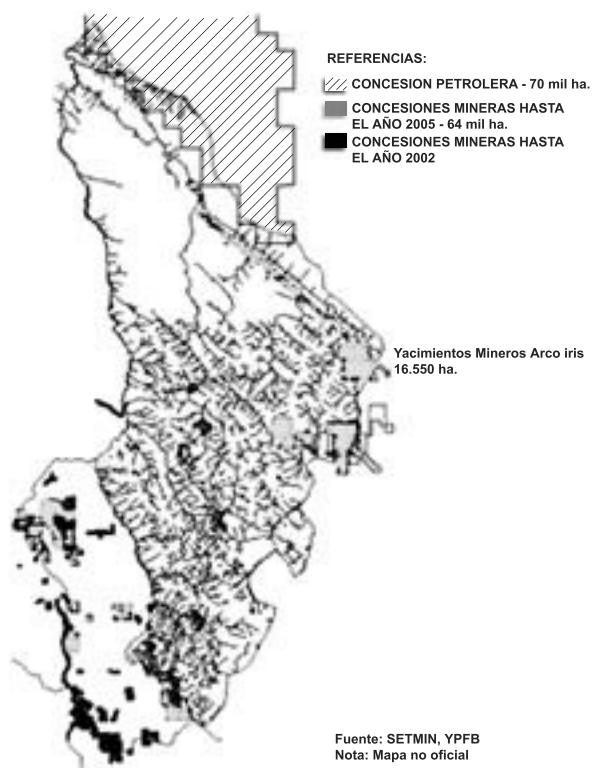 REFERENCIAS:
CONCESION PETROLERA - 70 mil ha.
CONCESIONES MINERAS HASTA
EL AÑO 2005 - 64 mil ha.
CONCESIONES MINERAS HASTA
EL AÑO 2002
Yacimientos Mineros Arco iris
16.550 ha.
Fuente: SETMIN, YPFB
Nota: Mapa no oficial